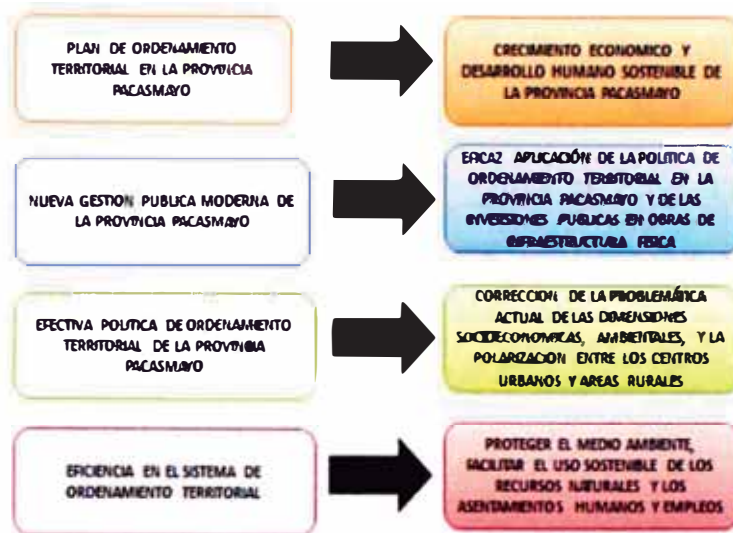 PLAN DE ORDENAMIENTO
TERRITORIAL EN LA PROVINCIA
PACASMAYO
CRECIMIENTO ECONOMICO Y
DESARROLLO HUMANO SOSTENIBLE DE
LA PROVINCIA PACASMAYO
NUEVA GESTION PUBLICA MODERNA DE
LA PROVINCIA PACASMAYO
EFICAZ APLICACIÓN DE LA POLITICA DE
ORDENAMIENTO TERRITORIAL EN LA
PROVINCIA PACASMAYO Y DE LAS
INVERSIONES PUBLICAS EN OBRAS DE
INFRAESTRUCTURA FISICA
EFECTIVA POLITICA DE ORDENAMIENTO
TERRITORIAL DE LA PROVINCIA
PACASMAYO
CORRECCION DE LA PROBLEMÁTICA
ACTUAL DE LAS DIMENSIONES
SOCIOECONOMICAS, AMBIENTALES, Y LA
POLARIZACION ENTRE LOS CENTROS
URBANOS Y AREAS RURALES
EFICIENCIA EN EL SISTEMA DE
ORDENAMIENTO TERRITORIAL
PROTEGER EL MEDIO AMBIENTE,
FACILITAR EL USO SOSTENIBLE DE LOS
RECURSOS NATURALES Y LOS
ASENTAMIENTOS HUMANOS Y EMPLEOS